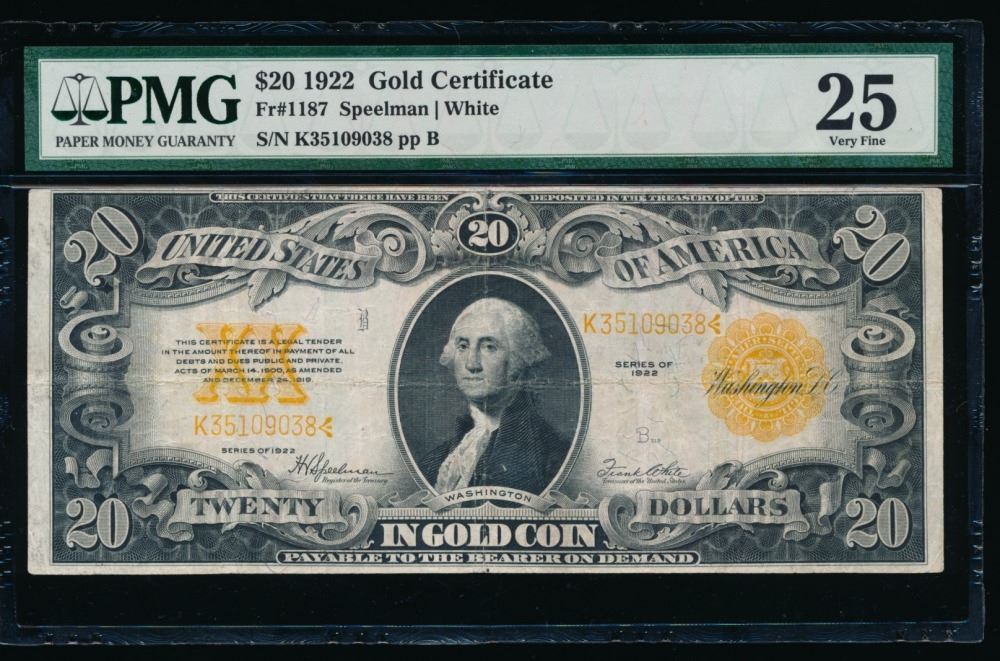 PMG
PAPER MONEY GUARANTY
$20 1922 Gold Certificate
Fr#1187 Speelman | White
S/N K35109038 pp B
25
Very Fine
THIS CERTIFIES THAT THERE HAVE BEEN DEPOSITED IN THE TREASURY OF THE
20 20 20
UNITED STATES OF AMERICA
B
K35109038
XX
THIS CERTIFICATE IS A LEGAL TENDER
IN THE AMOUNT THEREOF IN PAYMENT OF ALL
DEBTS AND DUES PUBLIC AND PRIVATE.
ACTS OF MARCH 14, 1900, AS AMENDED
AND DECEMBER 24, 1919.
SERIES OF
1922
Washington, D.C.
K35109038
B
SERIES OF 1922
H.V. Speelman
Register of the Treasury
Frank White
Treasurer of the United States
WASHINGTON
20 TWENTY DOLLARS 20
IN GOLD COIN
PAYABLE TO THE BEARER ON DEMAND